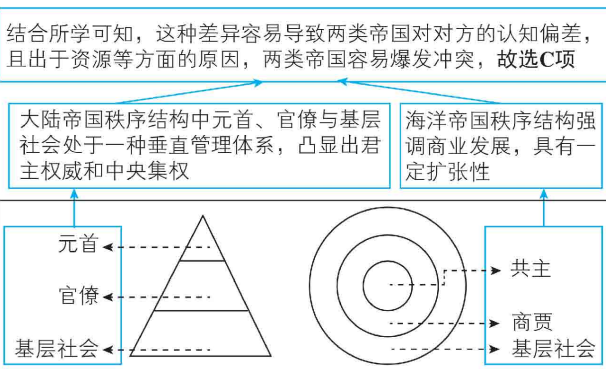 结合所学可知，这种差异容易导致两类帝国对对方的认知偏差，
且出于资源等方面的原因，两类帝国容易爆发冲突，故选C项
大陆帝国秩序结构中元首、官僚与基层
社会处于一种垂直管理体系，凸显出君
主权威和中央集权
海洋帝国秩序结构强
调商业发展，具有一
定扩张性
元首
官僚
基层社会
共主
商贾
基层社会